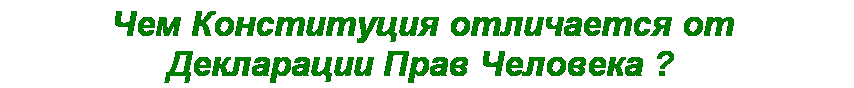 Чем Конституция отличается от
Декларации Прав Человека ?